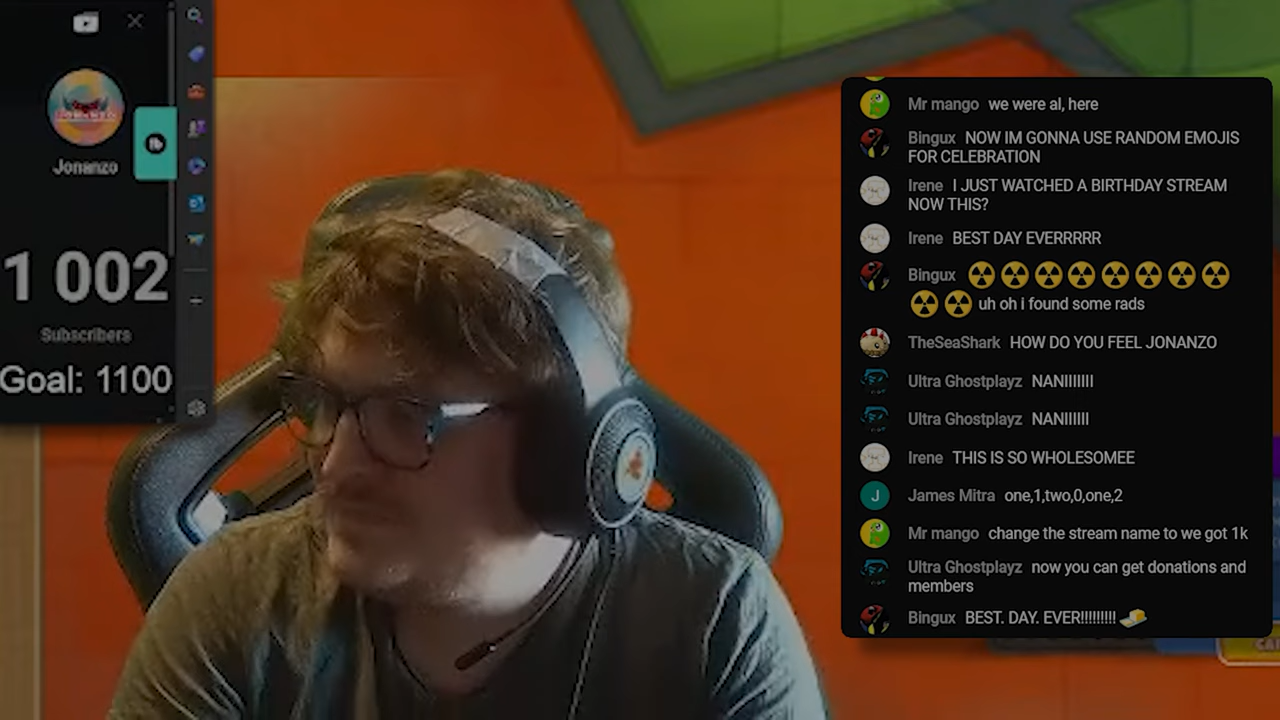 Jonanzo
1 002
Subscribers
Goal: 1100
Mr mango we were al, here
Bingux NOW IM GONNA USE RANDOM EMOJIS
FOR CELEBRATION
Irene I JUST WATCHED A BIRTHDAY STREAM
NOW THIS?
Irene BEST DAY EVERRRRR
Bingux ☢☢☢☢☢☢☢☢
☢☢ uh oh i found some rads
TheSeaShark HOW DO YOU FEEL JONANZO
Ultra Ghostplayz NANIIIIIII
Ultra Ghostplayz NANIIIIII
Irene THIS IS SO WHOLESOMEE
J
James Mitra one,1,two,0,one,2
Mr mango change the stream name to we got 1k
Ultra Ghostplayz now you can get donations and
members
Bingux BEST. DAY. EVER!!!!!!!!! 🧈